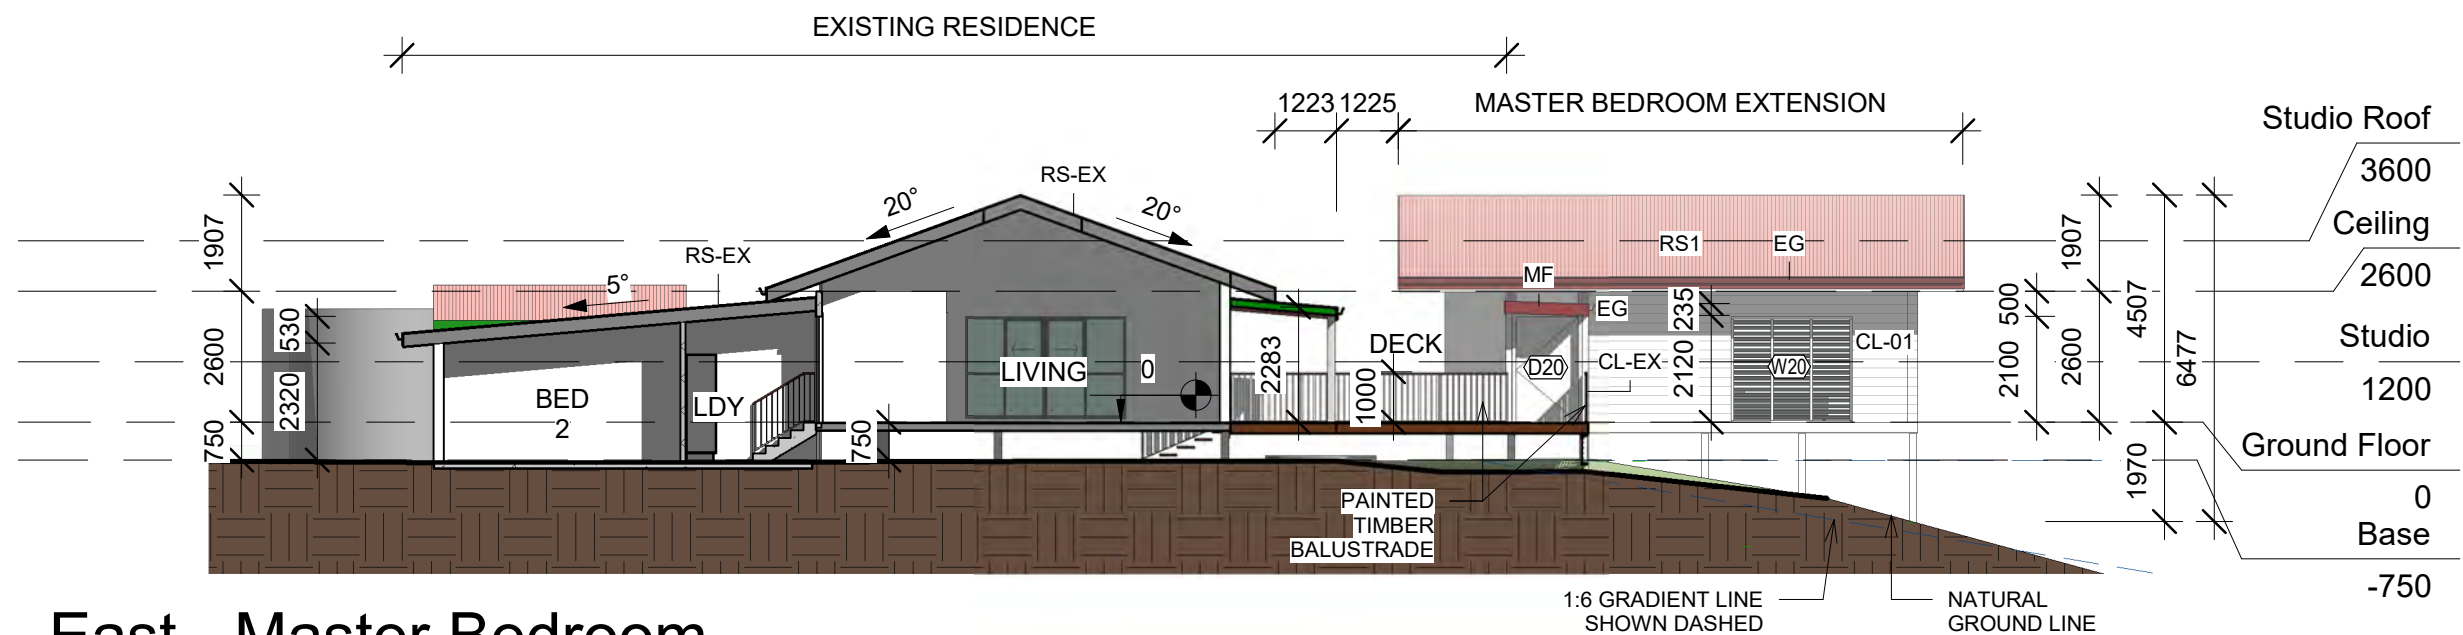 EXISTING RESIDENCE
1223 1225
MASTER BEDROOM EXTENSION
Studio Roof
3600
Ceiling
2600
Studio
1200
Ground Floor
0
Base
-750
RS-EX
20°
20°
RS-EX
5°
RS1
EG
MF
EG
1907
2600
750
530
2320
BED
2
LDY
750
LIVING
0
2283
DECK
1000
D20
CL-EX
235
2120
W20
CL-01
500
2100
1907
2600
4507
1970
6477
PAINTED
TIMBER
BALUSTRADE
1:6 GRADIENT LINE
SHOWN DASHED
NATURAL
GROUND LINE
East - Master Bedroom